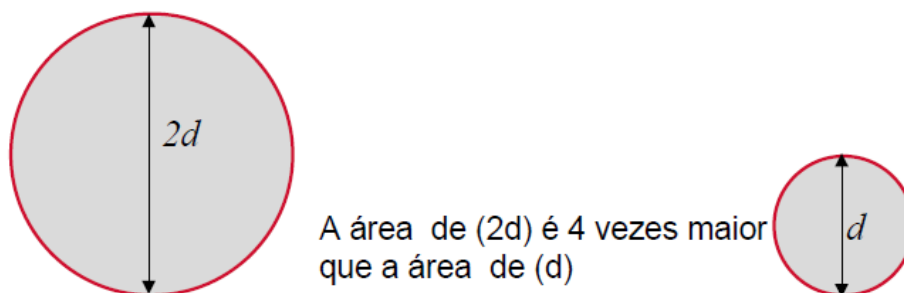 2d
A área de (2d) é 4 vezes maior
que a área de (d)
d